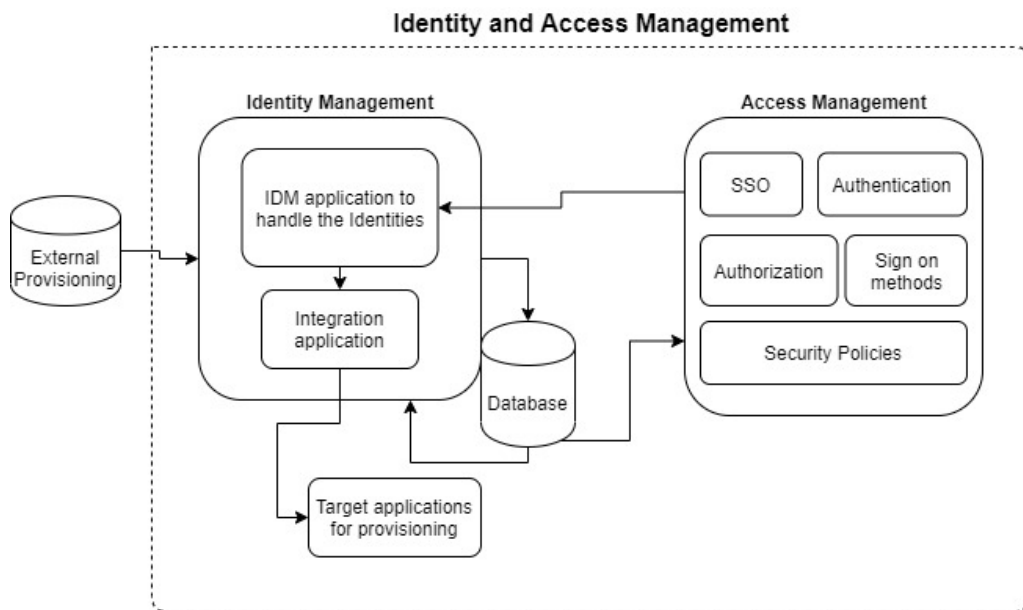 Identity and Access Management
Identity Management
Access Management
IDM application to
handle the Identities
SSO
Authentication
External
Provisioning
Authorization
Sign on
methods
Integration
application
Security Policies
Database
Target applications
for provisioning